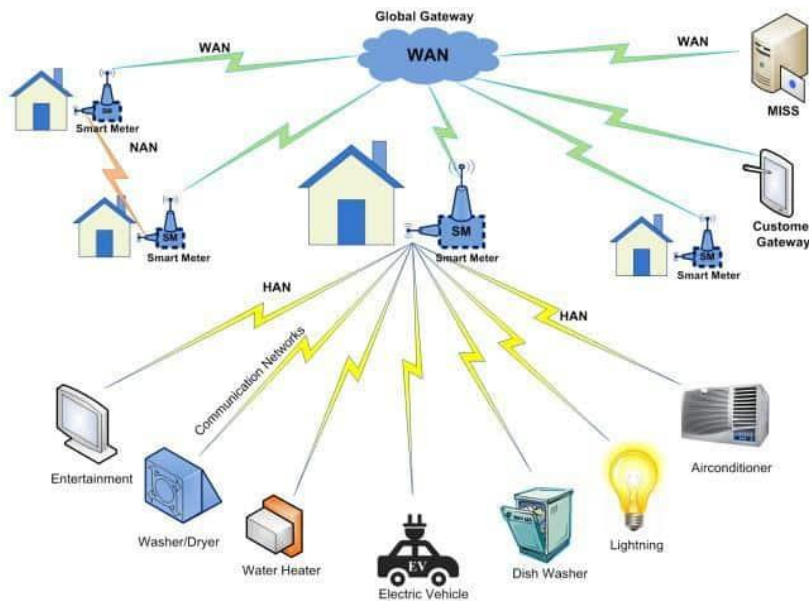 Global Gateway
WAN
WAN
WAN
MISS
SM
Smart Meter
NAN
Custome
Gateway
SM
Smart Meter
SM
Smart Meter
SM
Smart Meter
HAN
HAN
Communication Networks
Entertainment
Washer/Dryer
Water Heater
EV
Electric Vehicle
Dish Washer
Lightning
Airconditioner